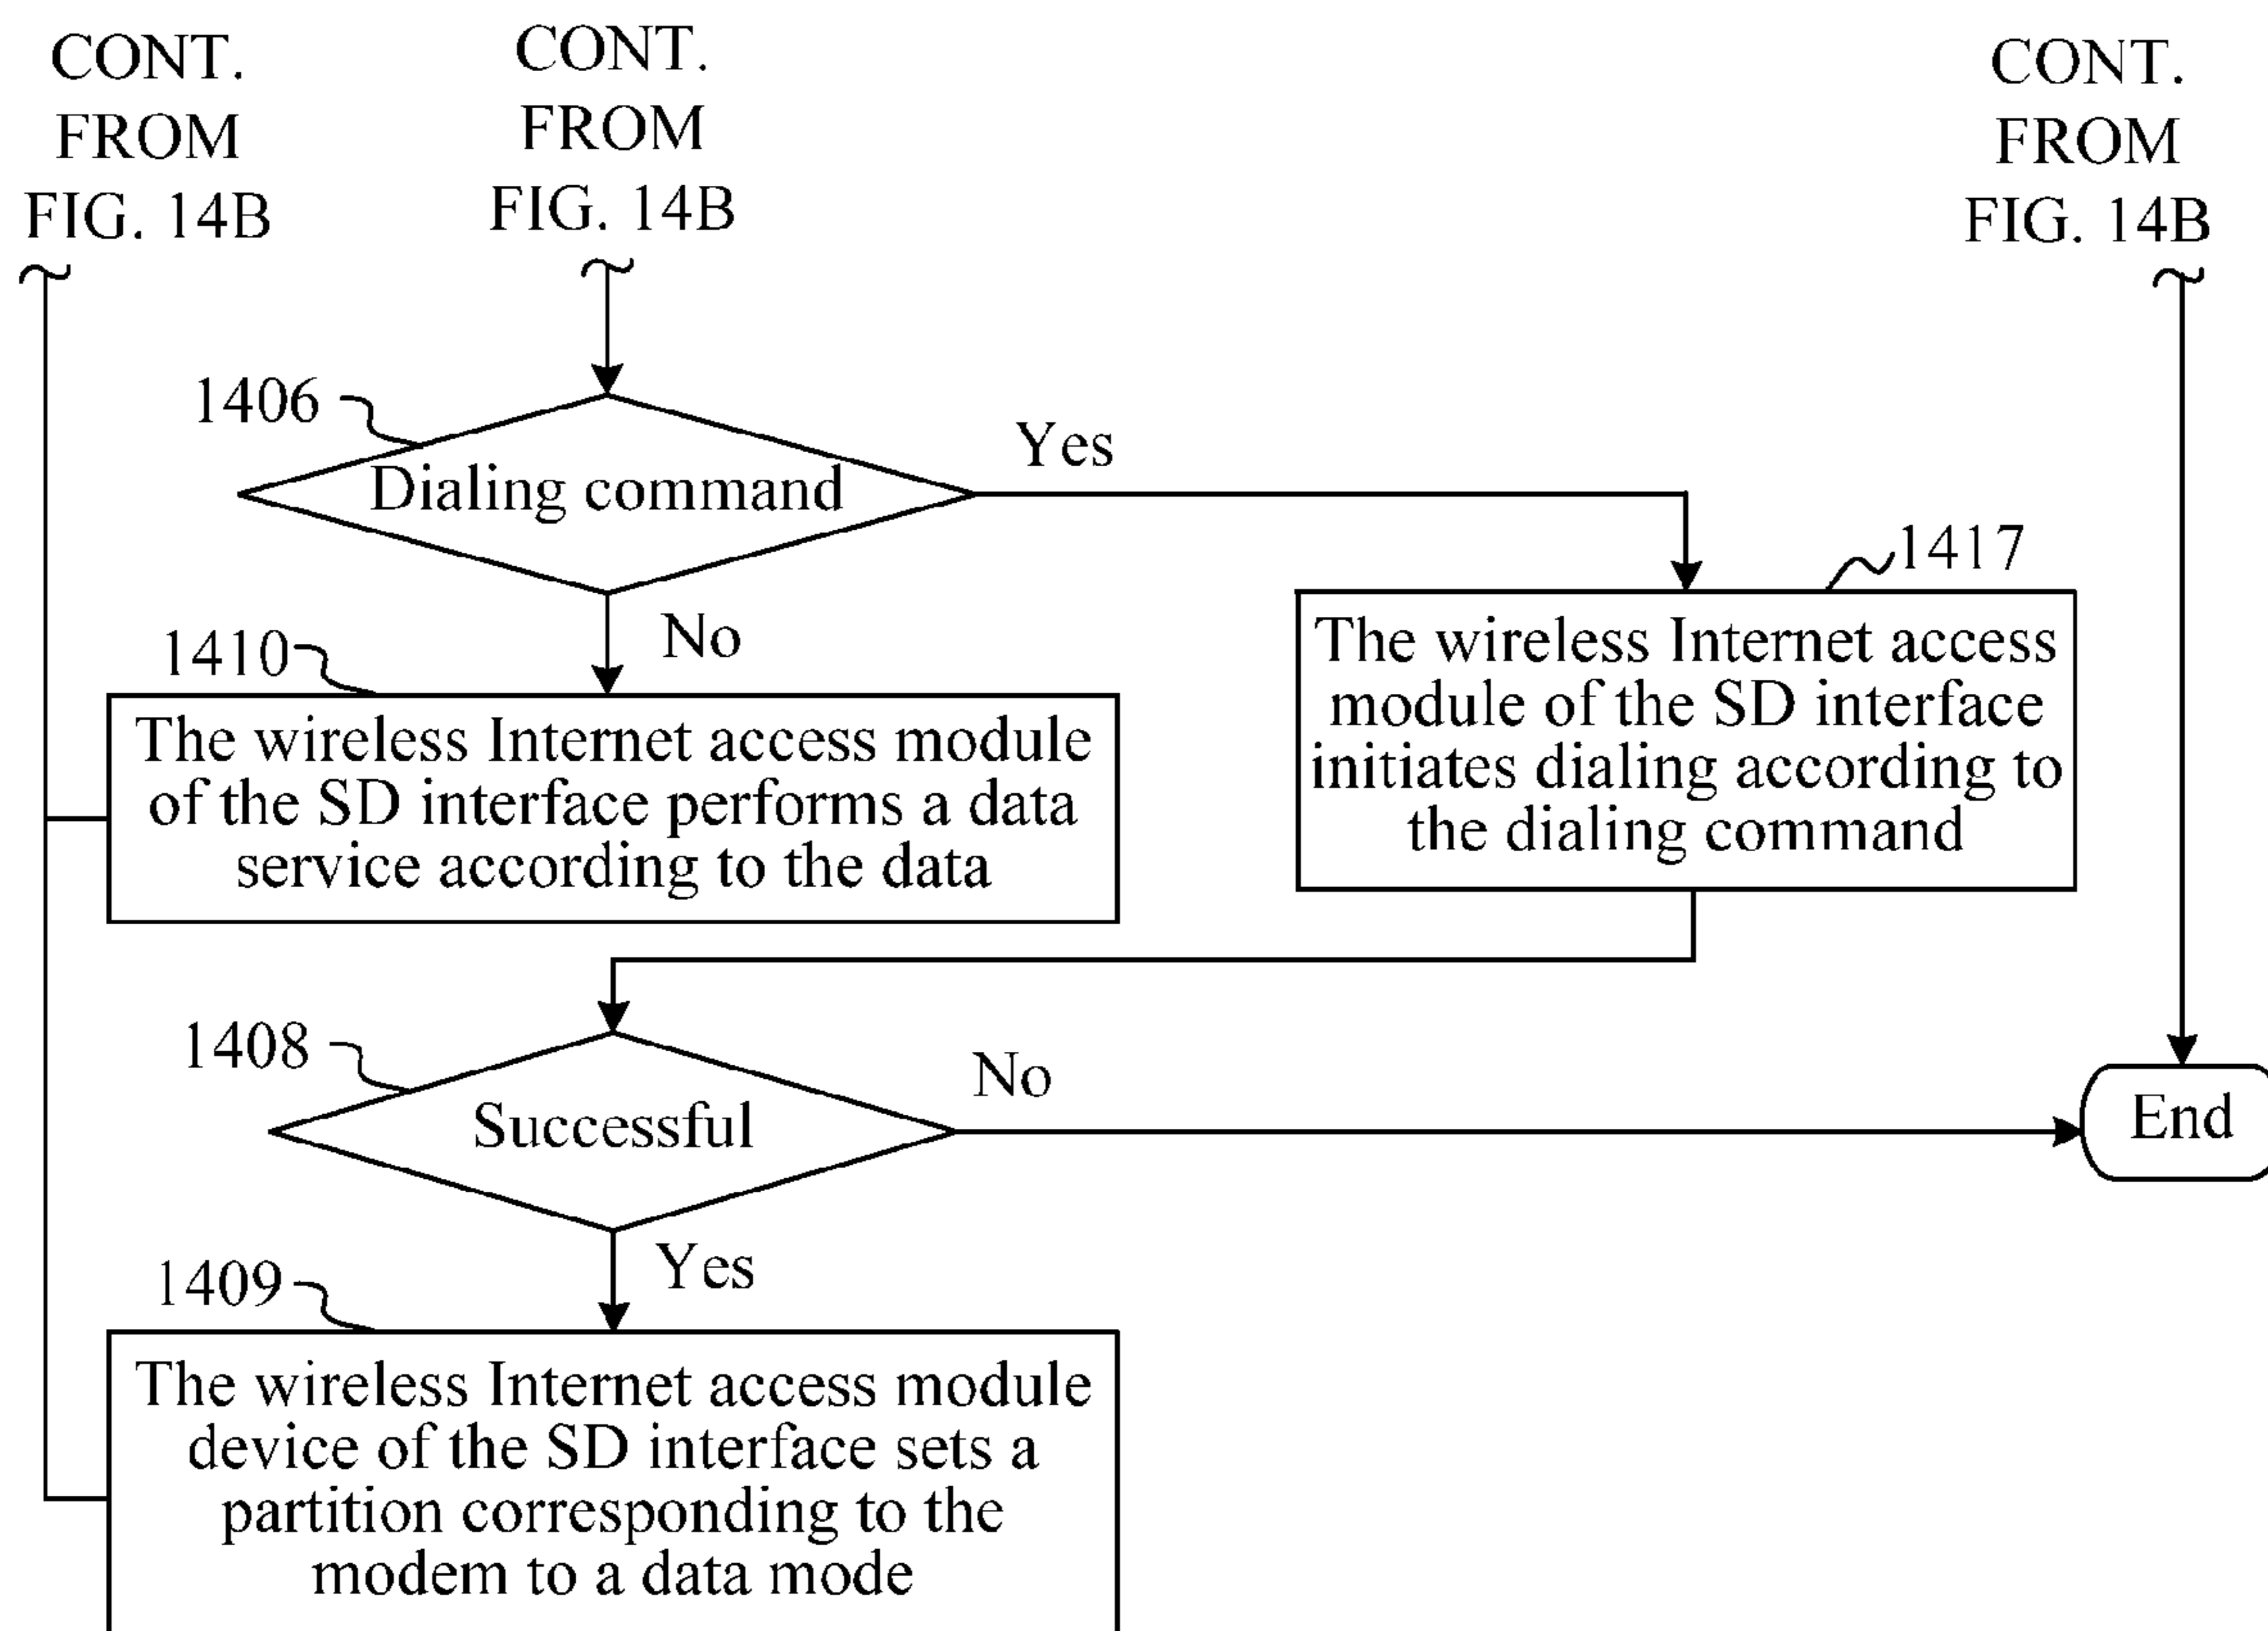 CONT.
FROM
FIG. 14B
CONT.
FROM
FIG. 14B
CONT.
FROM
FIG. 14B
1406
Dialing command
Yes
No
1417
The wireless Internet access
module of the SD interface
initiates dialing according to
the dialing command
1410
The wireless Internet access module
of the SD interface performs a data
service according to the data
1408
Successful
No
End
Yes
1409
The wireless Internet access module
device of the SD interface sets a
partition corresponding to the
modem to a data mode